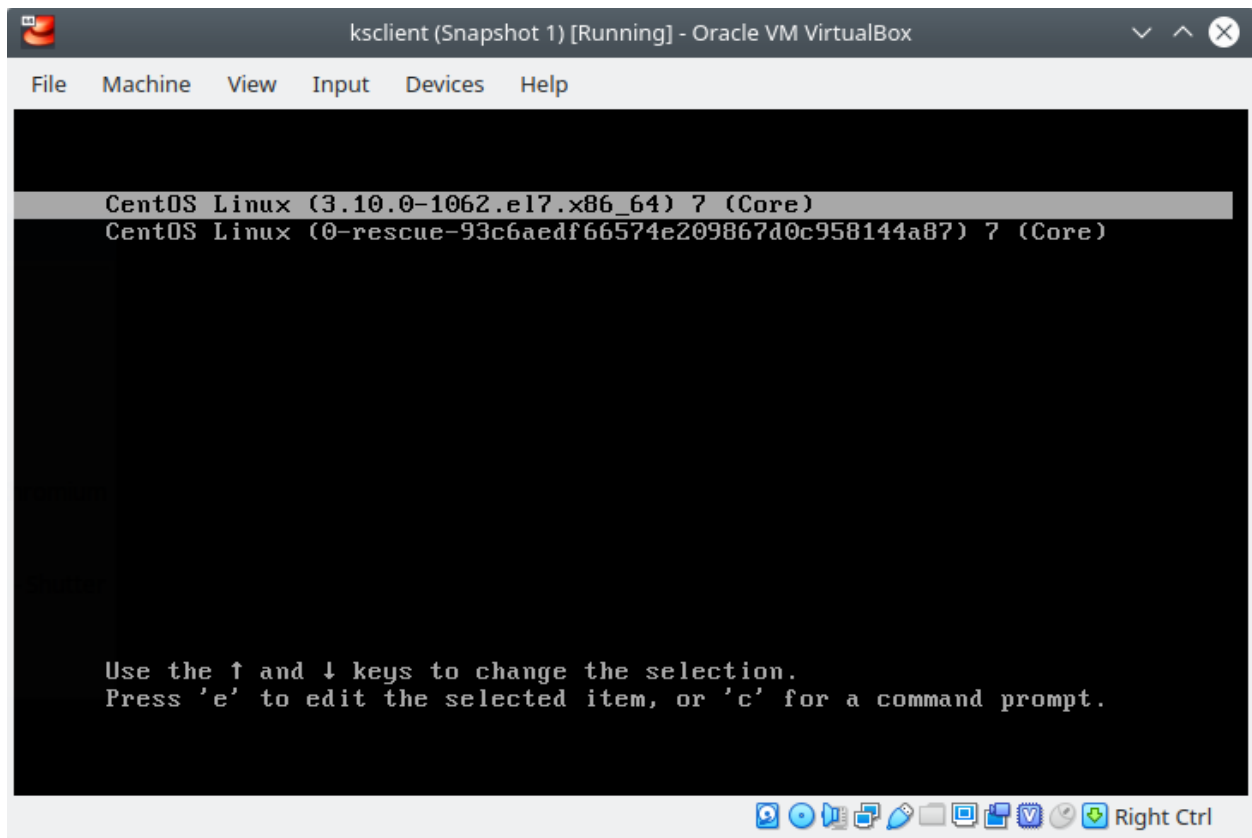 ksclient (Snapshot 1) [Running] - Oracle VM VirtualBox
File Machine View Input Devices Help
CentOS Linux (3.10.0-1062.el7.x86_64) 7 (Core)
CentOS Linux (0-rescue-93c6aedf66574e209867d0c958144a87) 7 (Core)
Use the ↑ and ↓ keys to change the selection.
Press 'e' to edit the selected item, or 'c' for a command prompt.
Right Ctrl